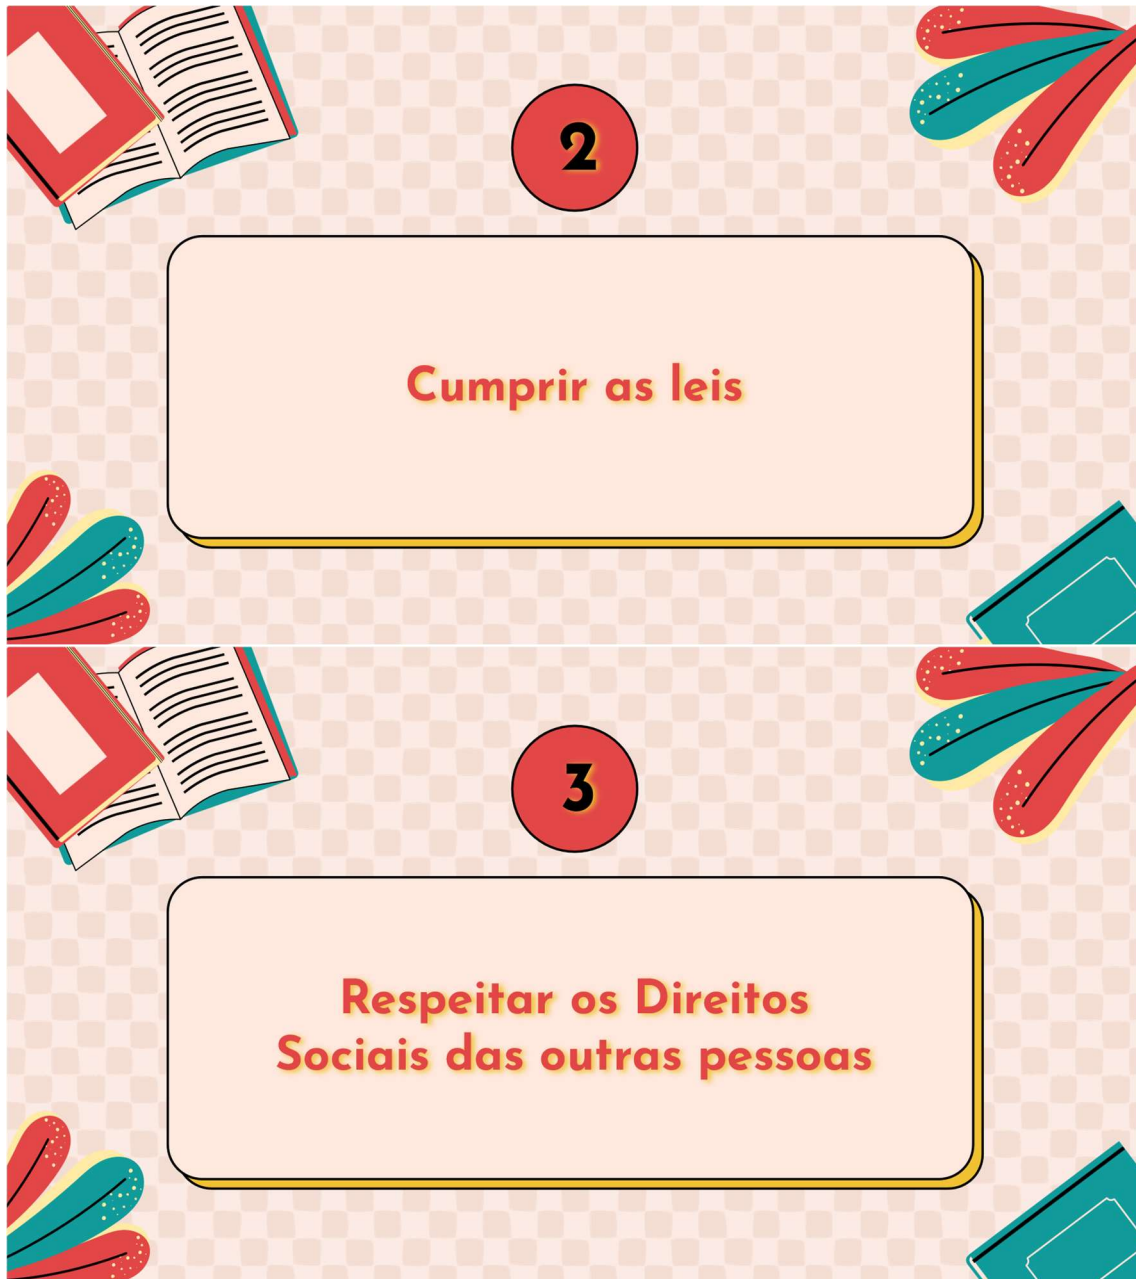 2
Cumprir as leis
3
Respeitar os Direitos
Sociais das outras pessoas